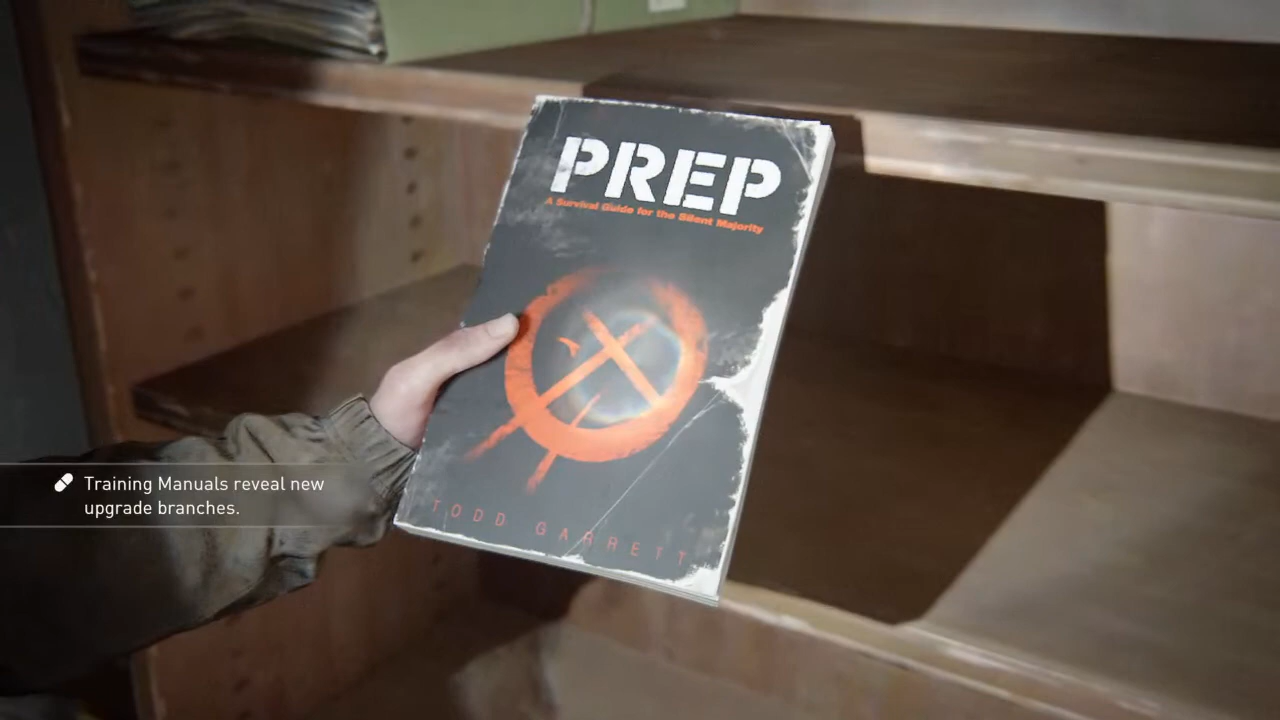 PREP
A Survival Guide for the Silent Majority
TODD GARRETT
Training Manuals reveal new
upgrade branches.